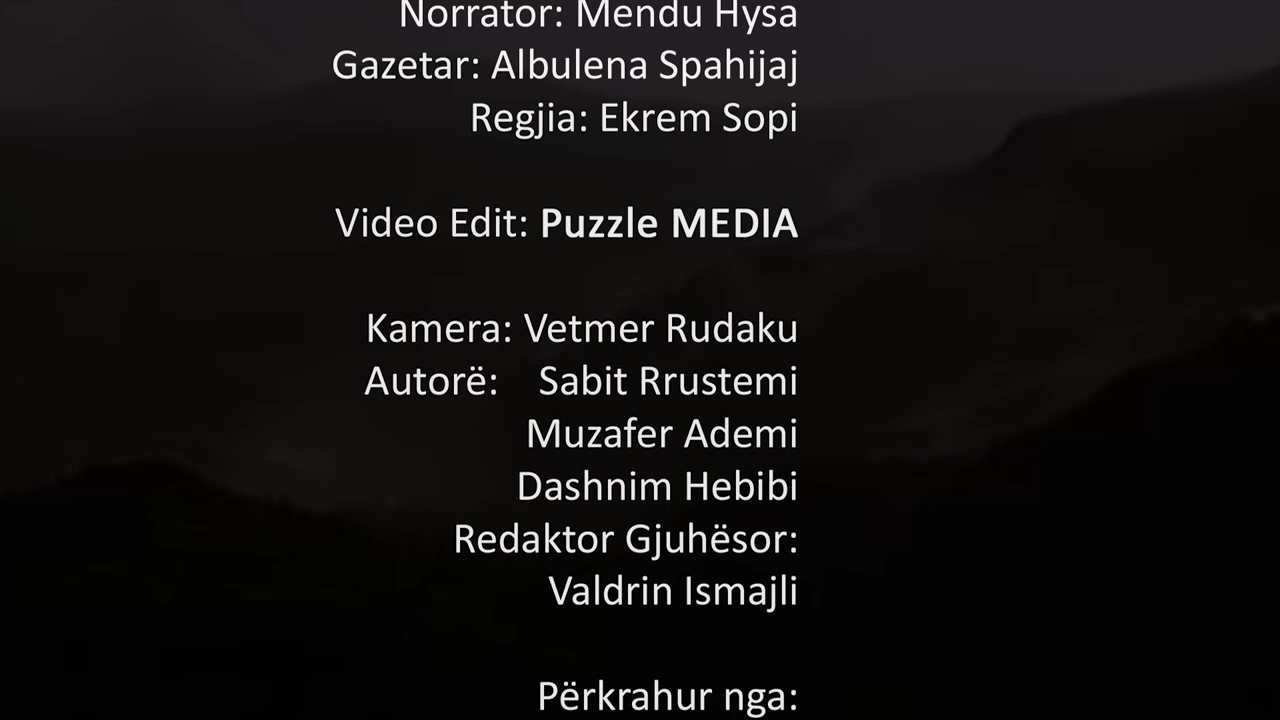 Norrator: Mendu Hysa
Gazetar: Albulena Spahijaj
Regjia: Ekrem Sopi
Video Edit: Puzzle MEDIA
Kamera: Vetmer Rudaku
Autorë: Sabit Rrustemi
Muzafer Ademi
Dashnim Hebibi
Redaktor Gjuhësor:
Valdrin Ismajli
Përkrahur nga: